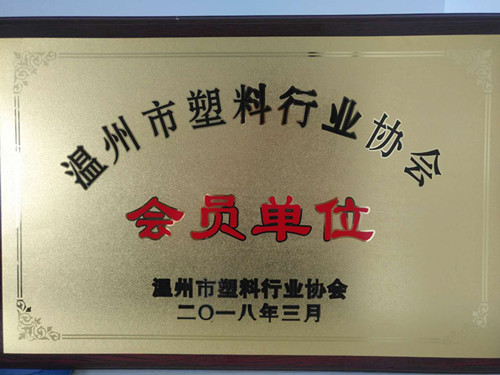 温州市塑料行业协会
会员单位
温州市塑料行业协会
二〇一八年三月